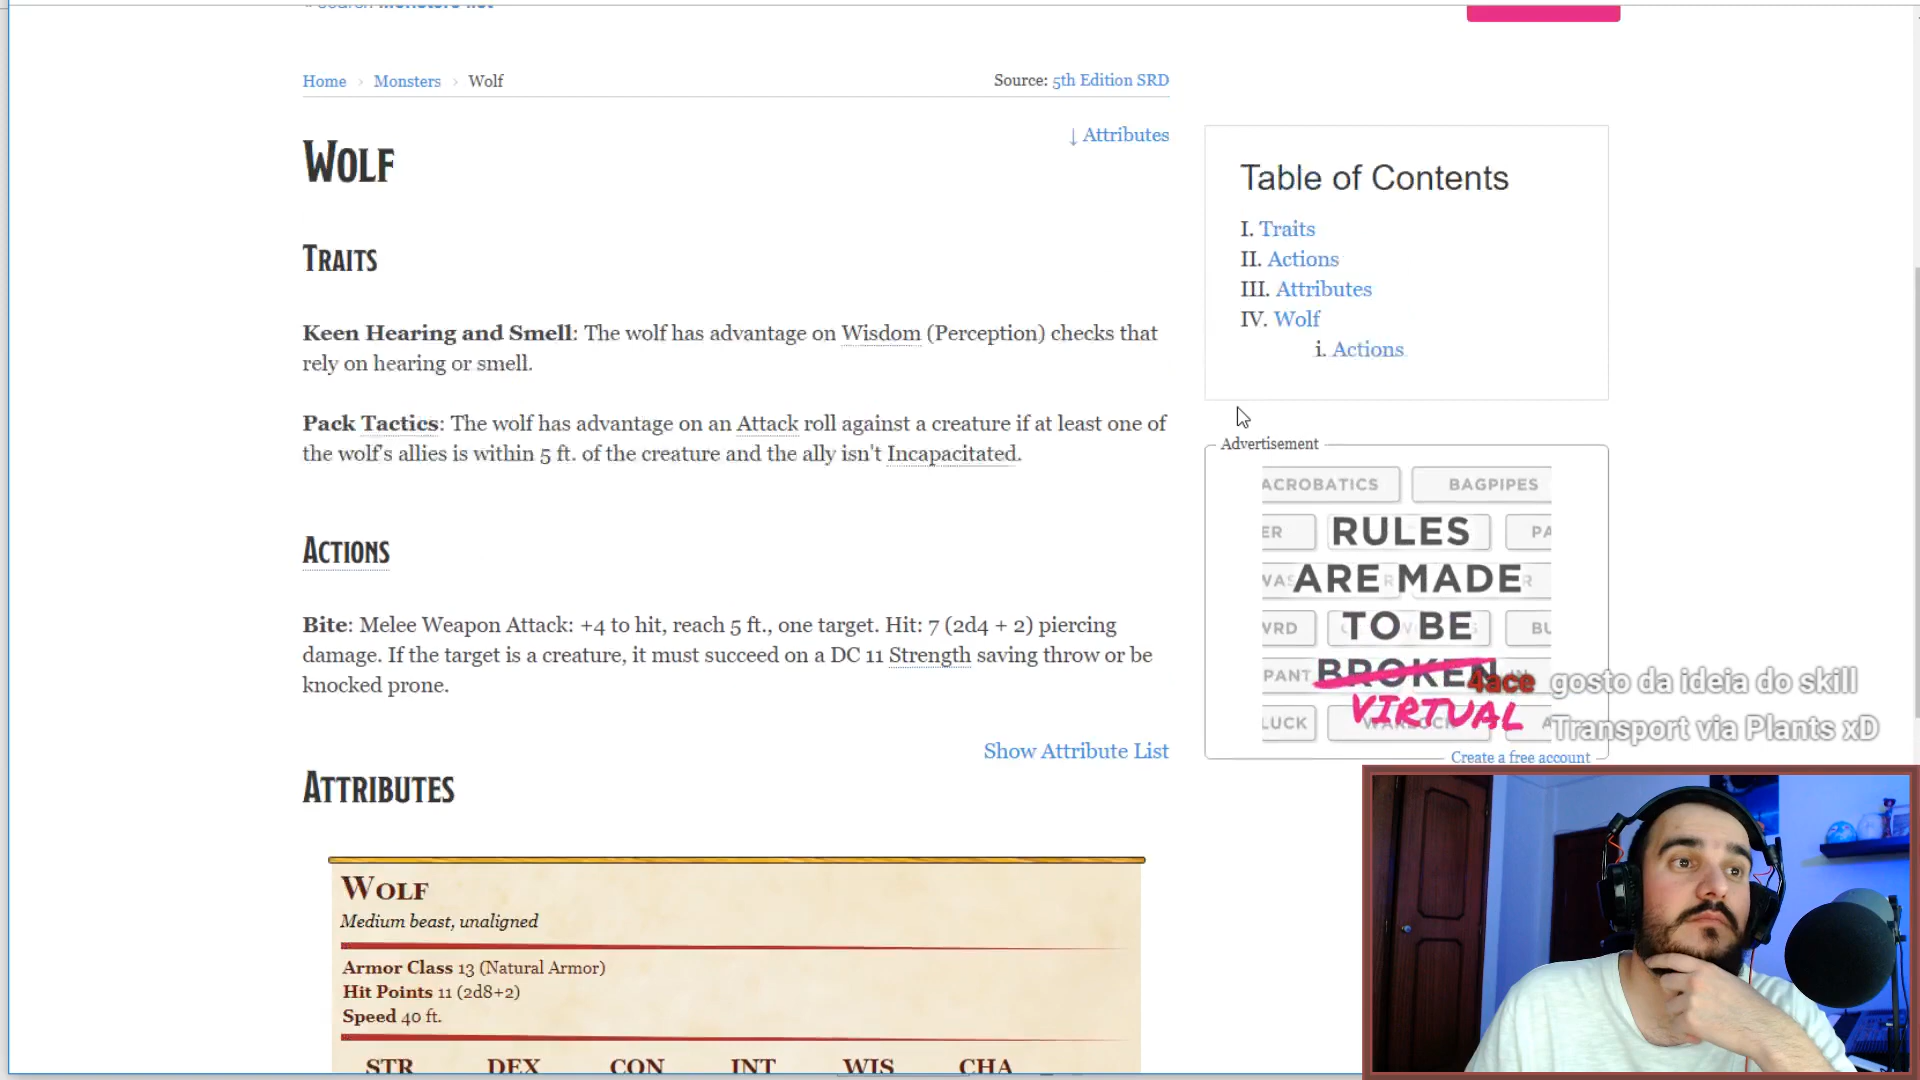 Home › Monsters › Wolf
Source: 5th Edition SRD
↓ Attributes
WOLF
TRAITS
Keen Hearing and Smell: The wolf has advantage on Wisdom (Perception) checks that
rely on hearing or smell.
Pack Tactics: The wolf has advantage on an Attack roll against a creature if at least one of
the wolf's allies is within 5 ft. of the creature and the ally isn't Incapacitated.
ACTIONS
Bite: Melee Weapon Attack: +4 to hit, reach 5 ft., one target. Hit: 7 (2d4 + 2) piercing
damage. If the target is a creature, it must succeed on a DC 11 Strength saving throw or be
knocked prone.
Show Attribute List
ATTRIBUTES
WOLF
Medium beast, unaligned
Armor Class 13 (Natural Armor)
Hit Points 11 (2d8+2)
Speed 40 ft.
STR DEX CON INT WIS CHA
Table of Contents
I. Traits
II. Actions
III. Attributes
IV. Wolf
i. Actions
Advertisement
ACROBATICS BAGPIPES
RULES
ARE MADE
TO BE
BROKEN
VIRTUAL
PANT
LUCK
Create a free account
4ace gosto da ideia do skill
Transport via Plants xD